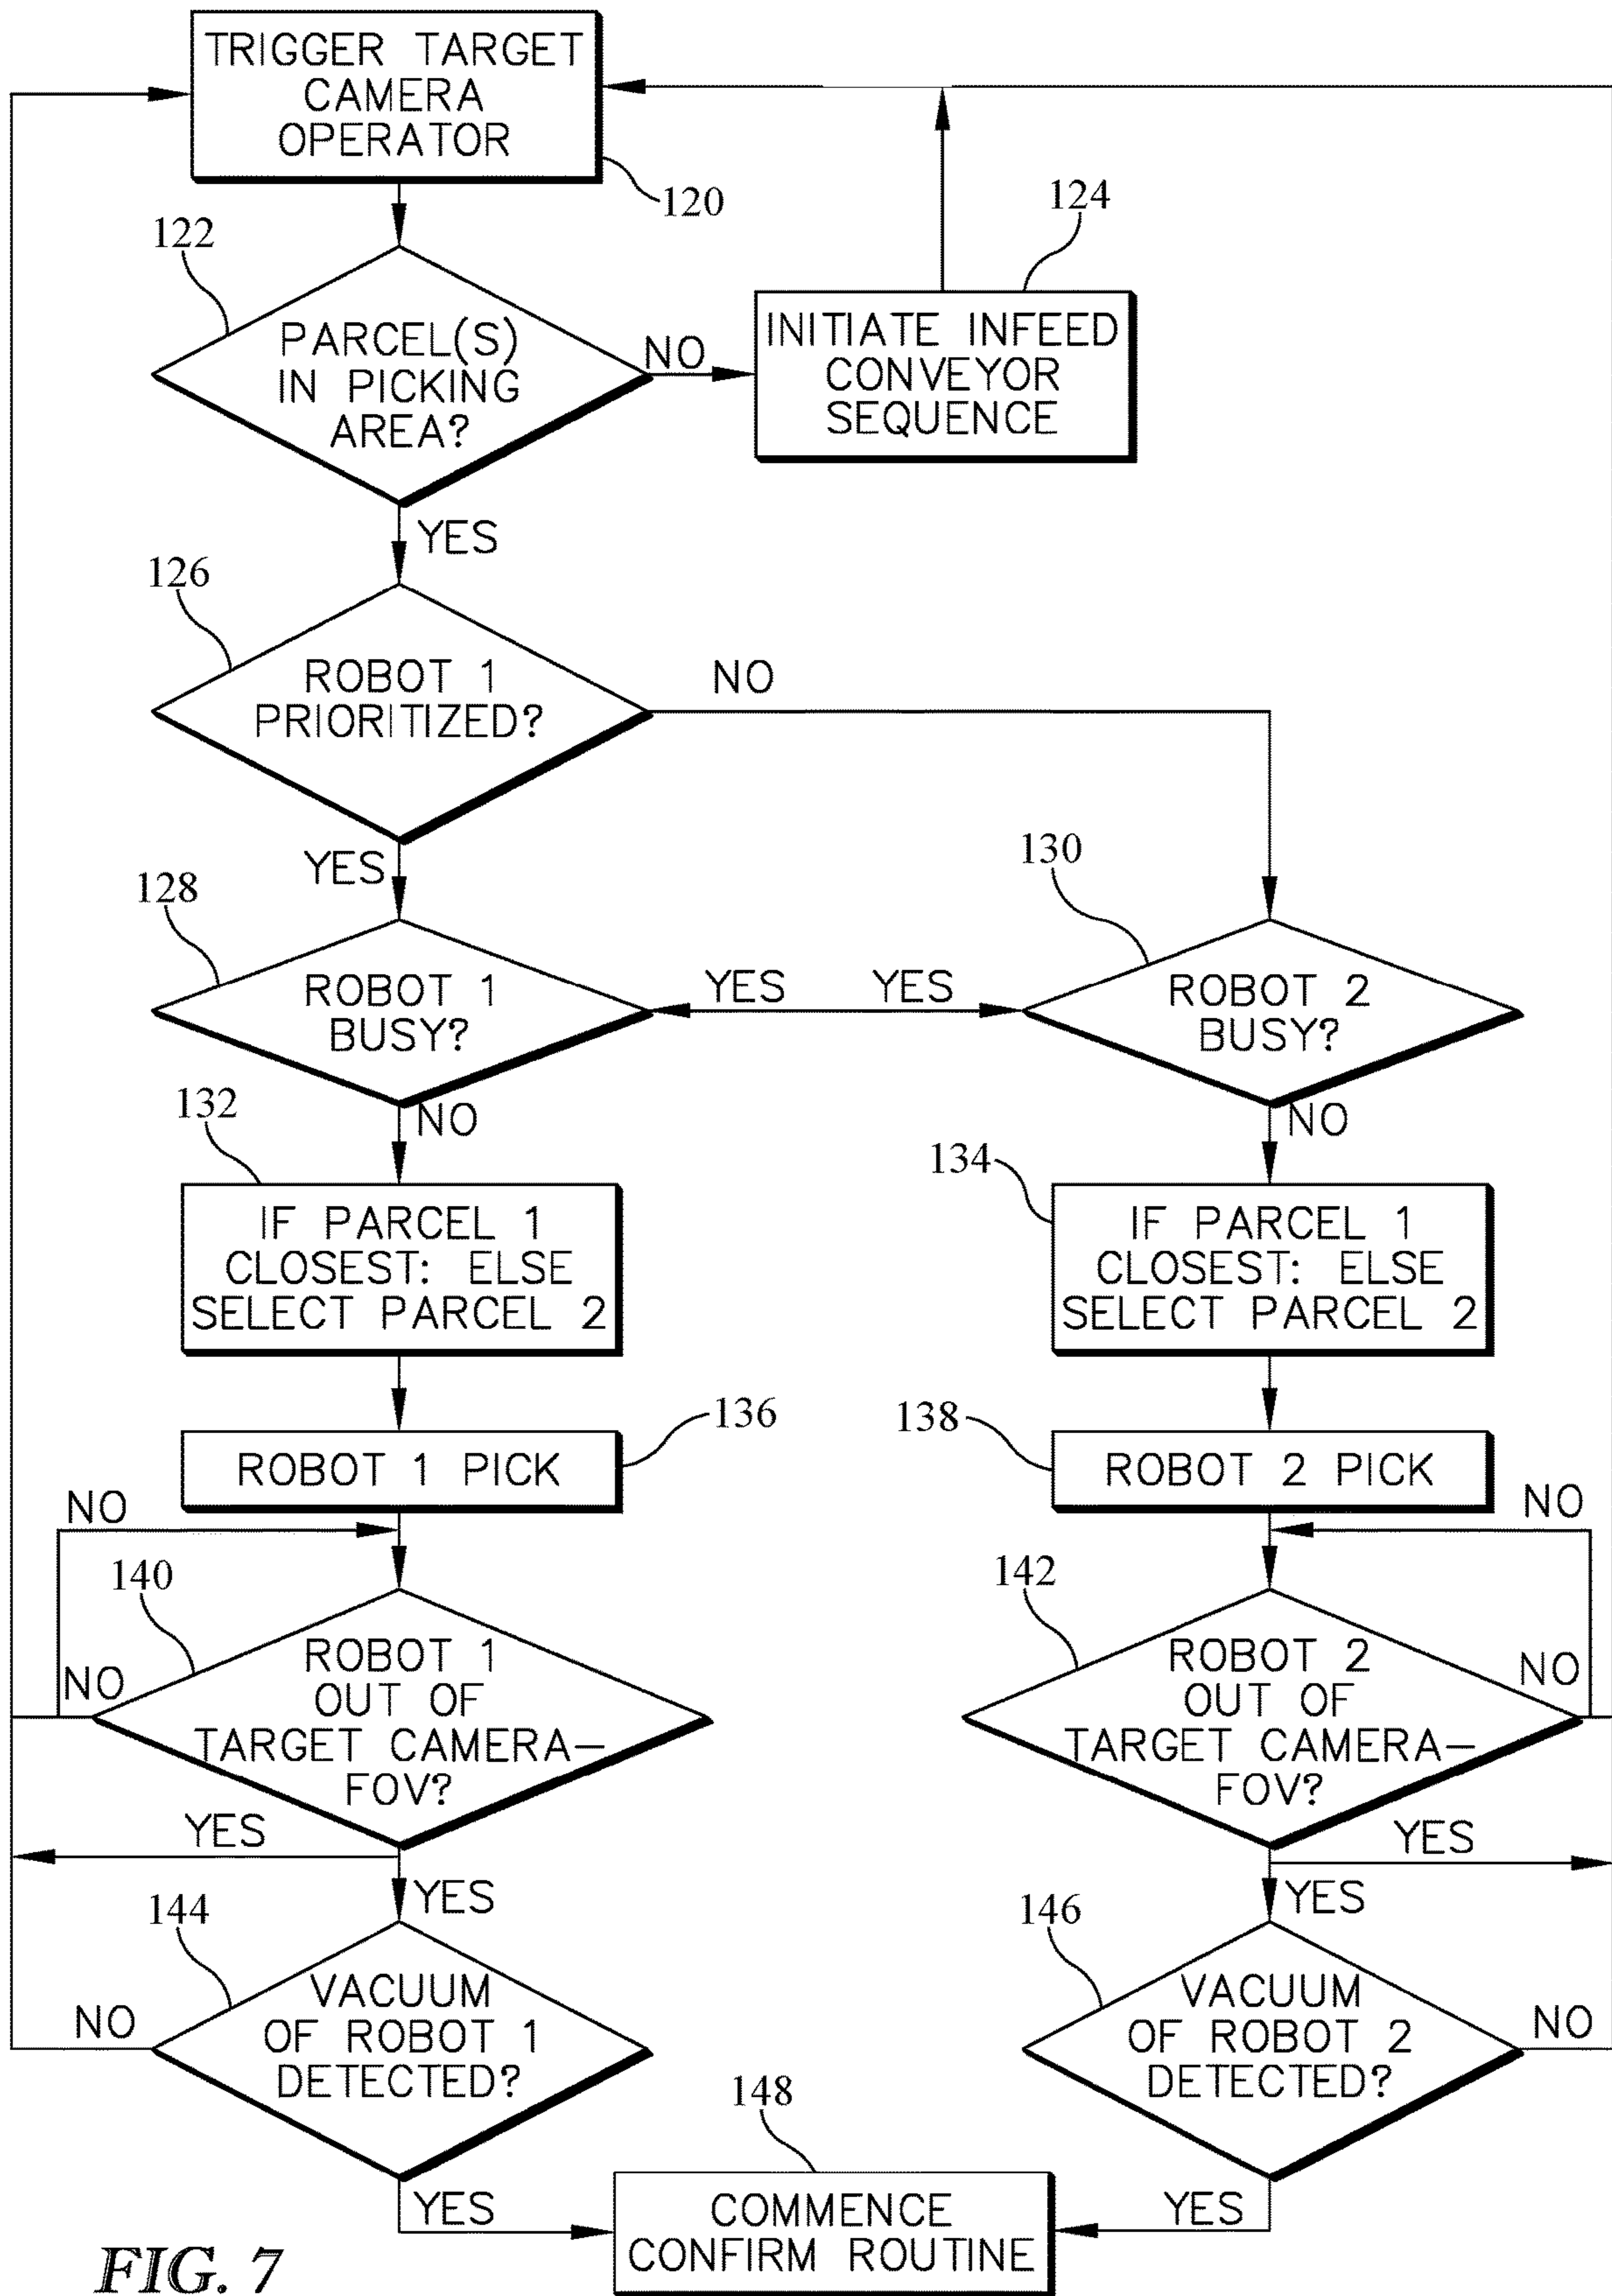 TRIGGER TARGET
CAMERA
OPERATOR
120
122
124
PARCEL(S)
IN PICKING
AREA?
NO
INITIATE INFEED
CONVEYOR
SEQUENCE
YES
126
ROBOT 1
PRIORITIZED?
NO
YES
128
130
ROBOT 1
BUSY?
YES
YES
ROBOT 2
BUSY?
NO
NO
132
134
IF PARCEL 1
CLOSEST: ELSE
SELECT PARCEL 2
IF PARCEL 1
CLOSEST: ELSE
SELECT PARCEL 2
136
138
ROBOT 1 PICK
ROBOT 2 PICK
NO
NO
140
142
ROBOT 1
OUT OF
TARGET CAMERA-
FOV?
NO
ROBOT 2
OUT OF
TARGET CAMERA-
FOV?
NO
YES
YES
YES
YES
144
146
VACUUM
OF ROBOT 1
DETECTED?
NO
VACUUM
OF ROBOT 2
DETECTED?
NO
148
YES
YES
COMMENCE
CONFIRM ROUTINE
FIG. 7